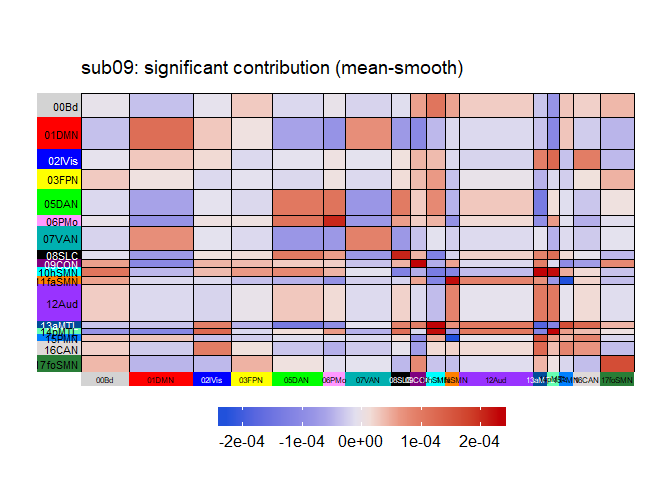 sub09: significant contribution (mean-smooth)
00Bd
01DMN
02lVis
03FPN
05DAN
06PMo
07VAN
08SLC
09CON
10hSMN
1faSMN
12Aud
13aMTL
14pMTL
15PMN
16CAN
17foSMN
00Bd 01DMN 02lVis 03FPN 05DAN 06PMo 07VAN 08SLC 12Aud 16CAN 17foSMN
-2e-04 -1e-04 0e+00 1e-04 2e-04